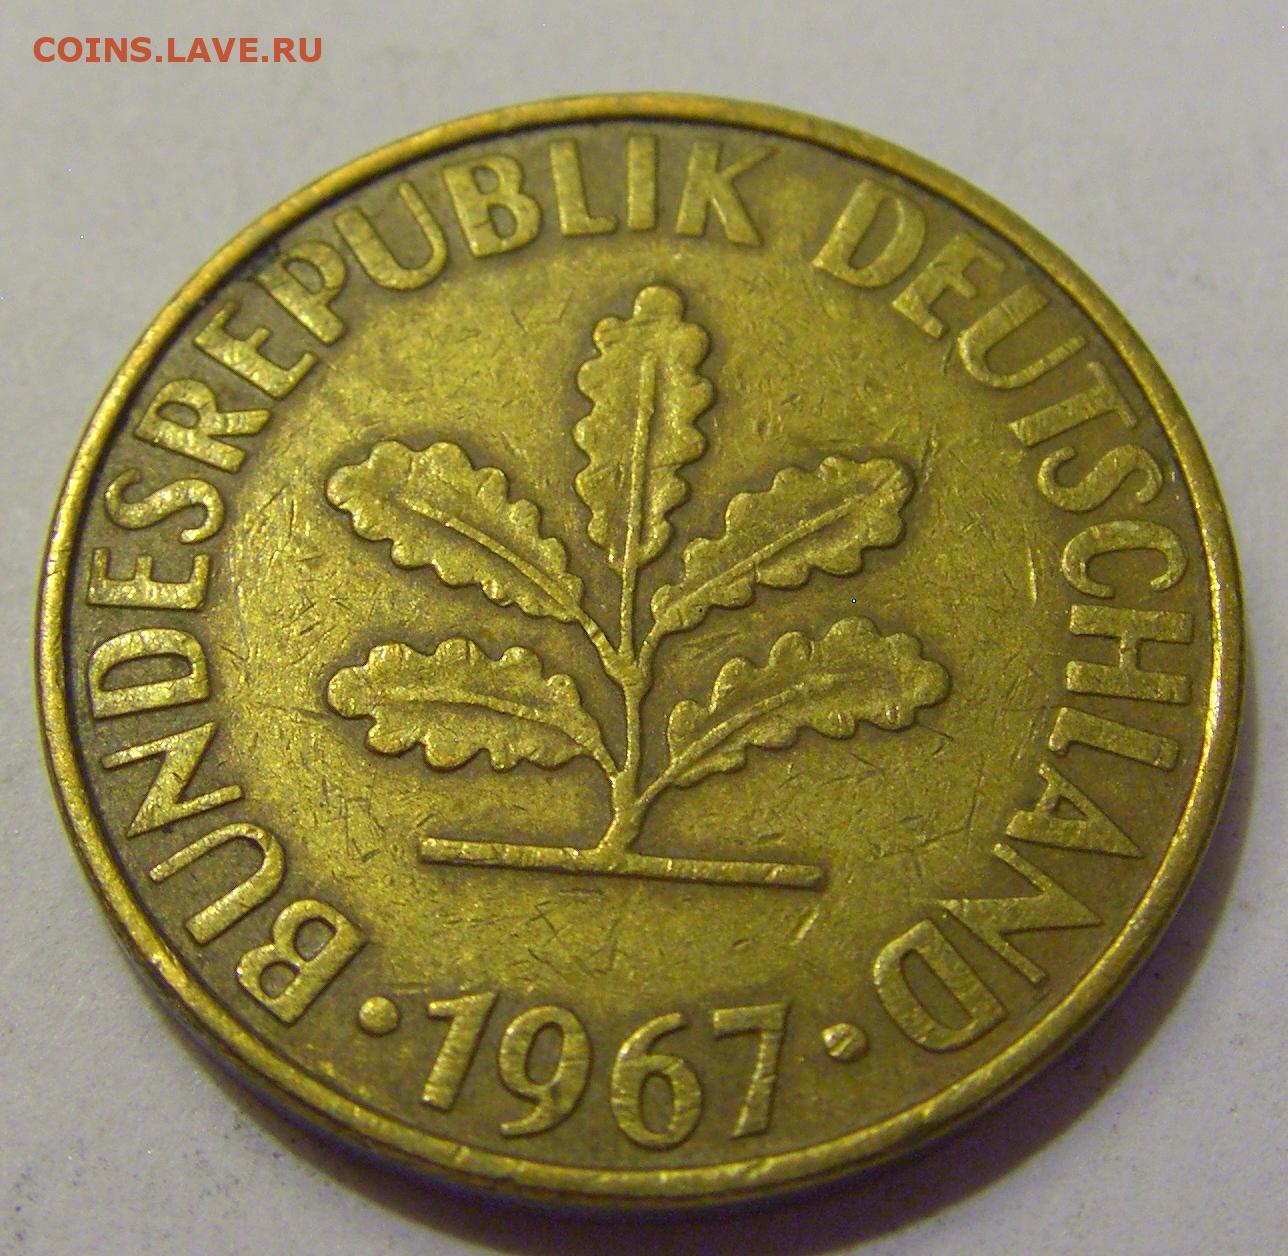 COINS.LAVE.RU
BUNDESREPUBLIK DEUTSCHLAND
· 1967 ·